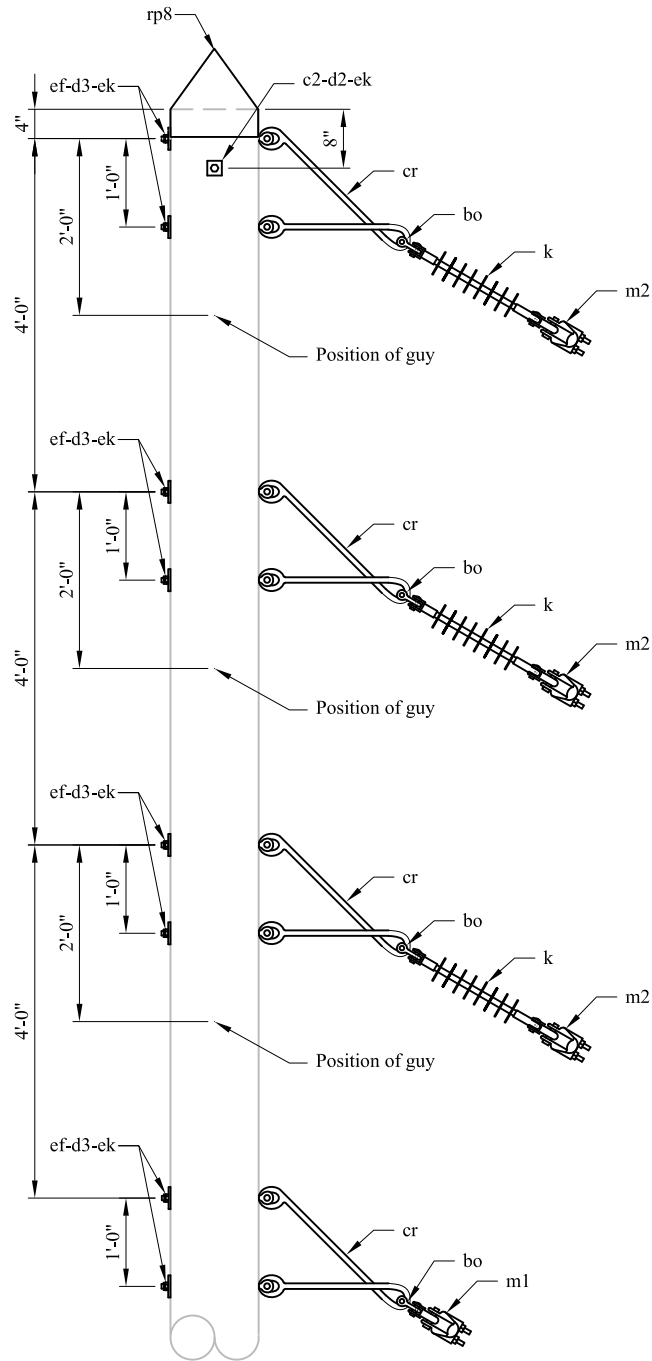 rp8
ef-d3-ek
c2-d2-ek
4"
8"
cr
1'-0"
bo
2'-0"
k
m2
4'-0"
Position of guy
ef-d3-ek
cr
1'-0"
bo
2'-0"
k
m2
4'-0"
Position of guy
ef-d3-ek
cr
1'-0"
bo
2'-0"
k
m2
4'-0"
Position of guy
ef-d3-ek
cr
1'-0"
bo
m1